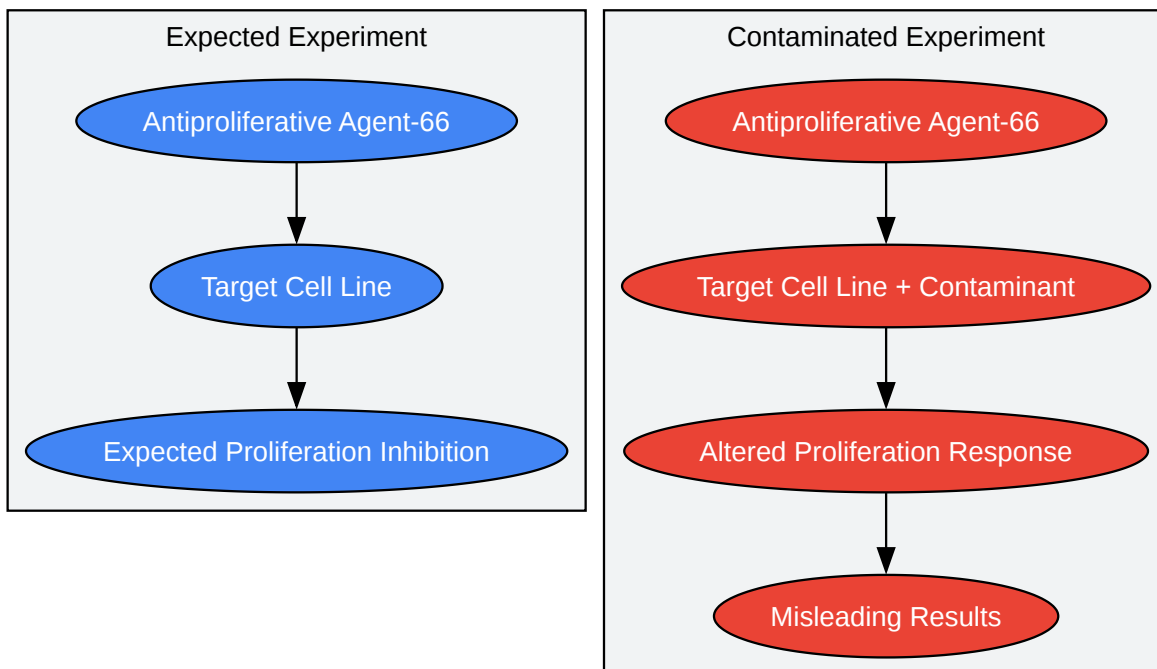 Expected Experiment
Antiproliferative Agent-66
Target Cell Line
Expected Proliferation Inhibition
Contaminated Experiment
Antiproliferative Agent-66
Target Cell Line + Contaminant
Altered Proliferation Response
Misleading Results